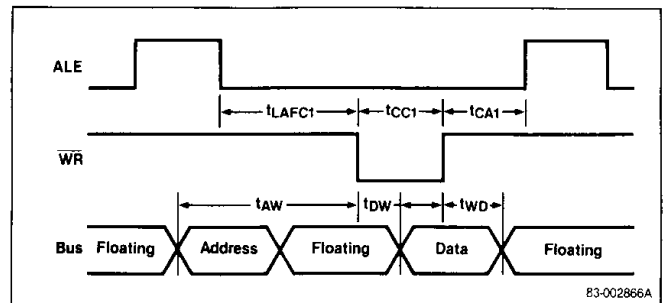 ALE
tLAFC1 tCC1 tCA1
WR
tAW tDW tWD
Bus Floating Address Floating Data Floating
83-002866A